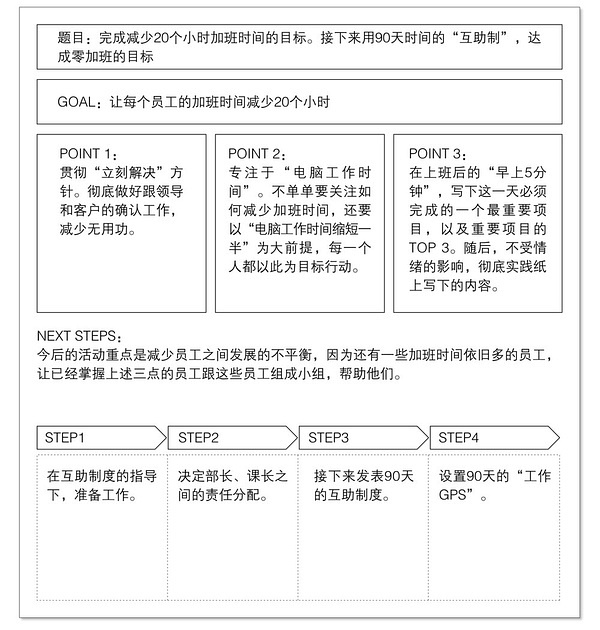 题目：完成减少20个小时加班时间的目标。接下来用90天时间的“互助制”，达
成零加班的目标
GOAL：让每个员工的加班时间减少20个小时
POINT 1：
贯彻“立刻解决”方
针。彻底做好跟领导
和客户的确认工作，
减少无用功。
POINT 2：
专注于“电脑工作时
间”。不单单要关注如
何减少加班时间，还要
以“电脑工作时间缩短一
半”为大前提，每一个
人都以此为目标行动。
POINT 3：
在上班后的“早上5分
钟”，写下这一天必须
完成的一个最重要项
目，以及重要项目的
TOP 3。随后，不受情
绪的影响，彻底实践纸
上写下的内容。
NEXT STEPS：
今后的活动重点是减少员工之间发展的不平衡，因为还有一些加班时间依旧多的员工，
让已经掌握上述三点的员工跟这些员工组成小组，帮助他们。
STEP1
在互助制度的指导
下，准备工作。
STEP2
决定部长、课长之
间的责任分配。
STEP3
接下来发表90天
的互助制度。
STEP4
设置90天的“工作
GPS”。